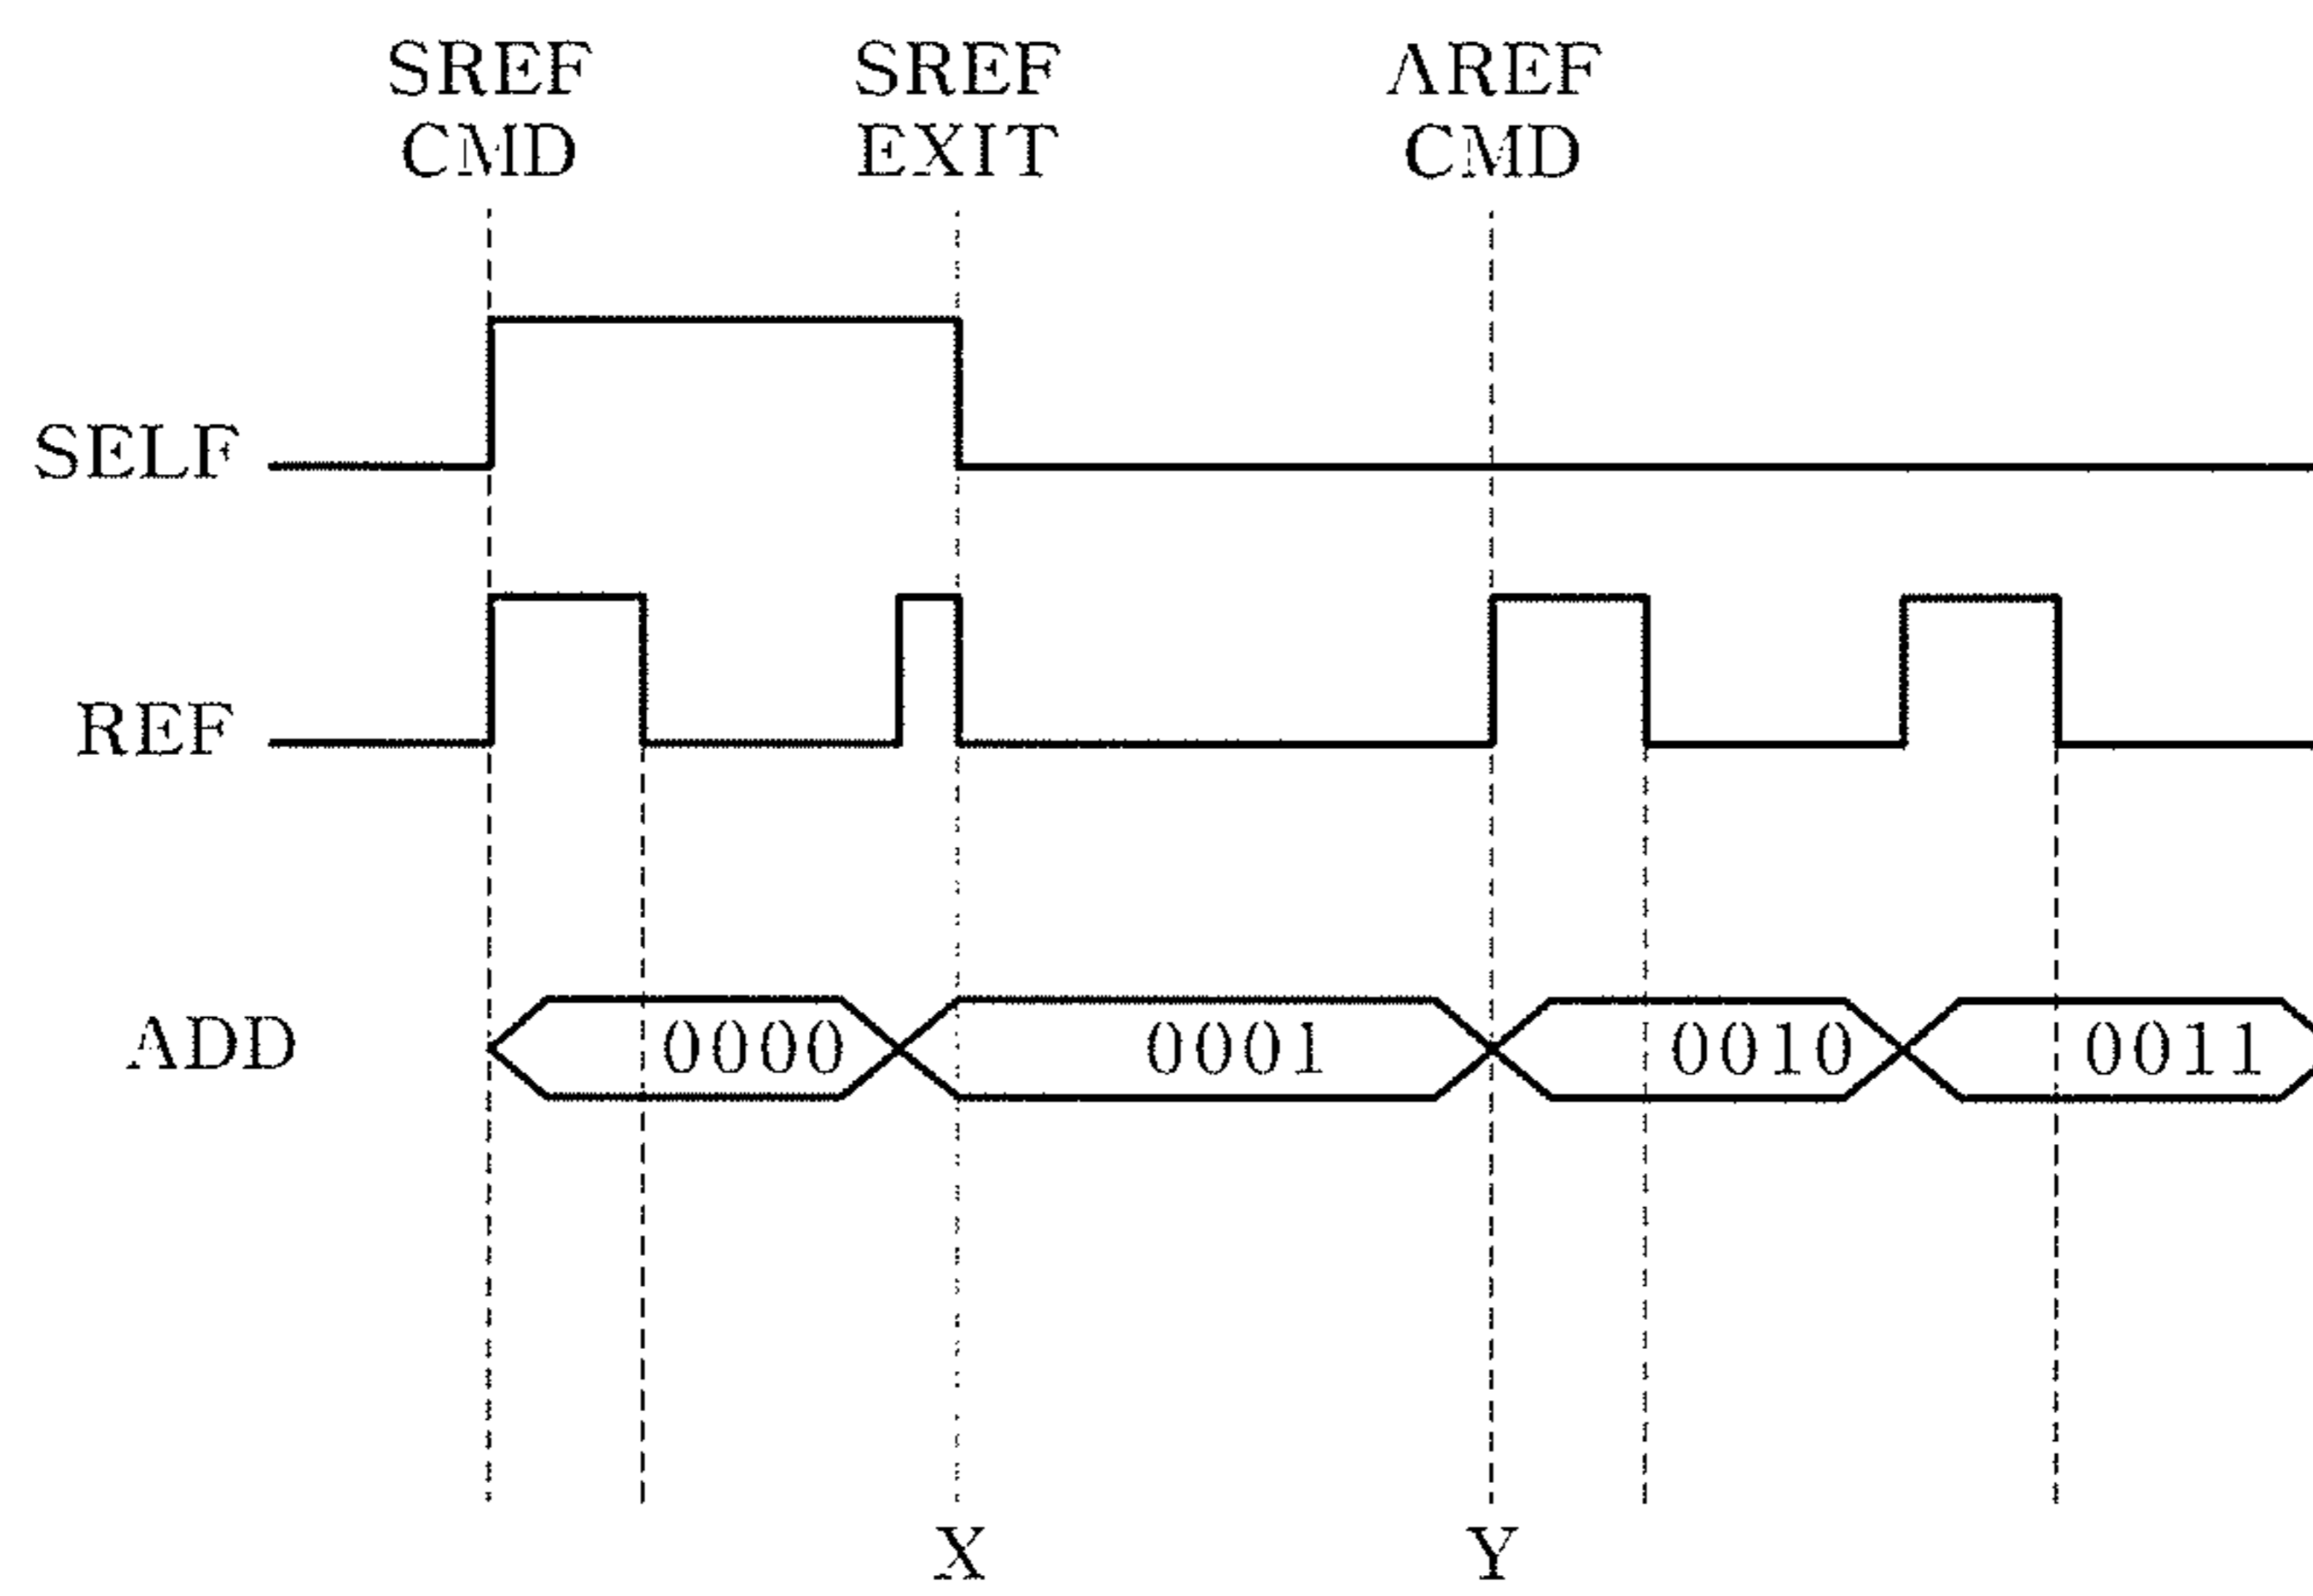 SREF SREF AREF
CMD EXIT CMD
SELF
REF
ADD 0000 0001 0010 0011
X Y